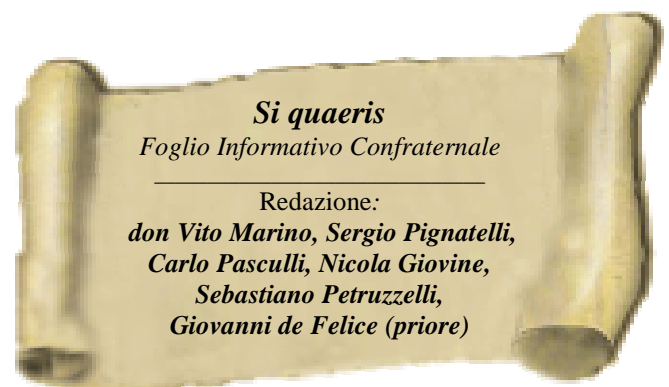 Si quaeris
Foglio Informativo Confraternale
Redazione:
don Vito Marino, Sergio Pignatelli,
Carlo Pasculli, Nicola Giovine,
Sebastiano Petruzzelli,
Giovanni de Felice (priore)